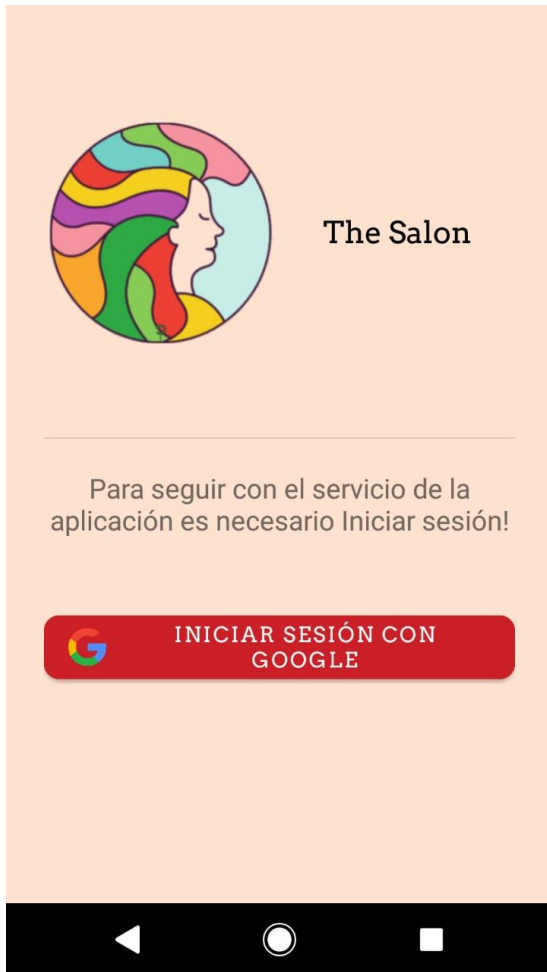 The Salon
Para seguir con el servicio de la
aplicación es necesario Iniciar sesión!
INICIAR SESIÓN CON
GOOGLE